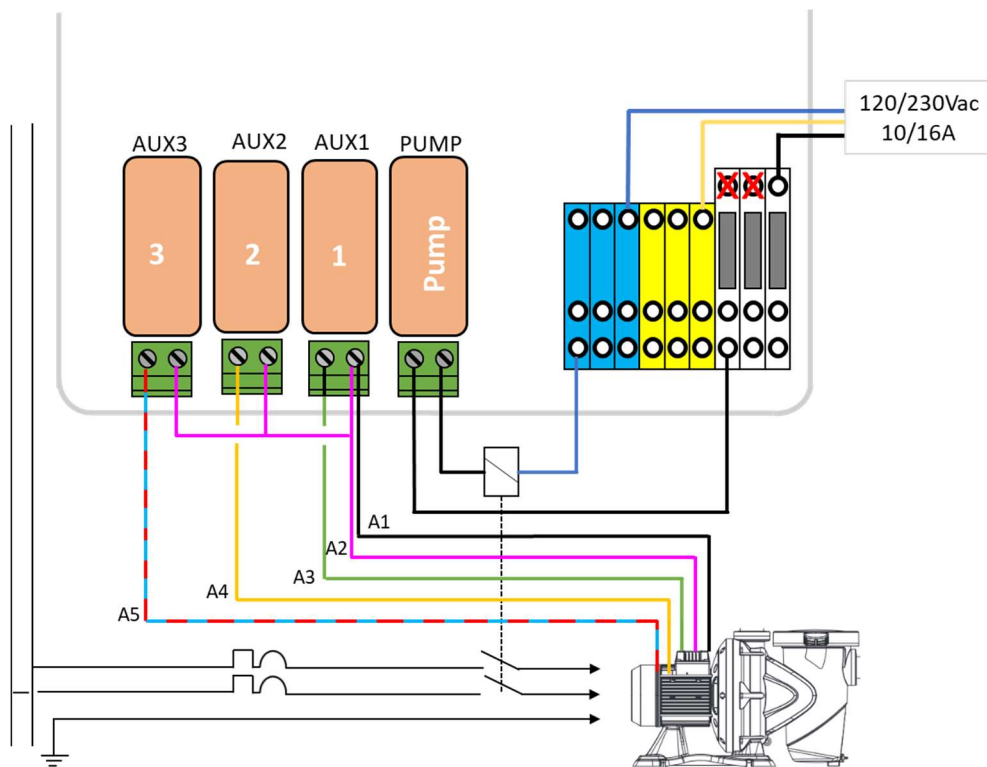 120/230Vac
10/16A
AUX3 AUX2 AUX1 PUMP
3 2 1 Pump
A1
A2
A3
A4
A5